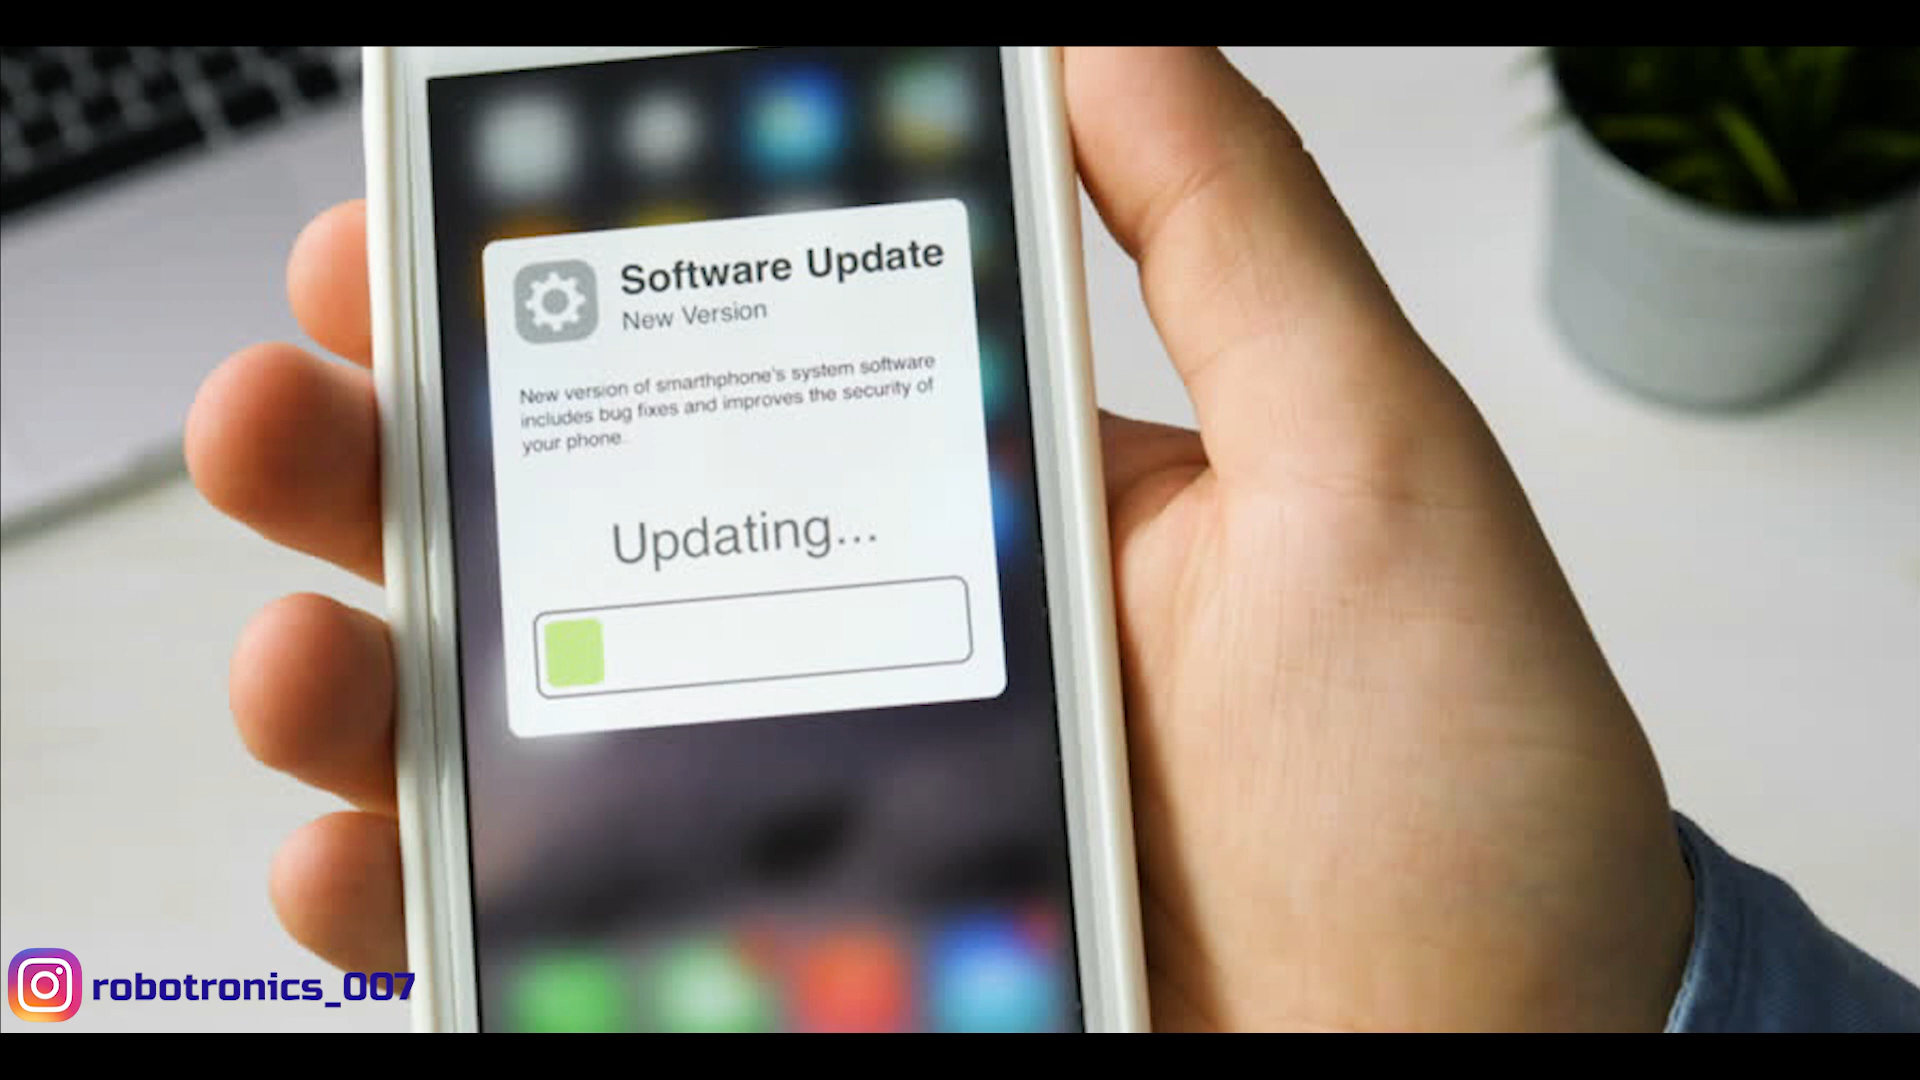 Software Update
New Version
New version of smarthphone's system software
includes bug fixes and improves the security of
your phone.
Updating...
robotronics_007